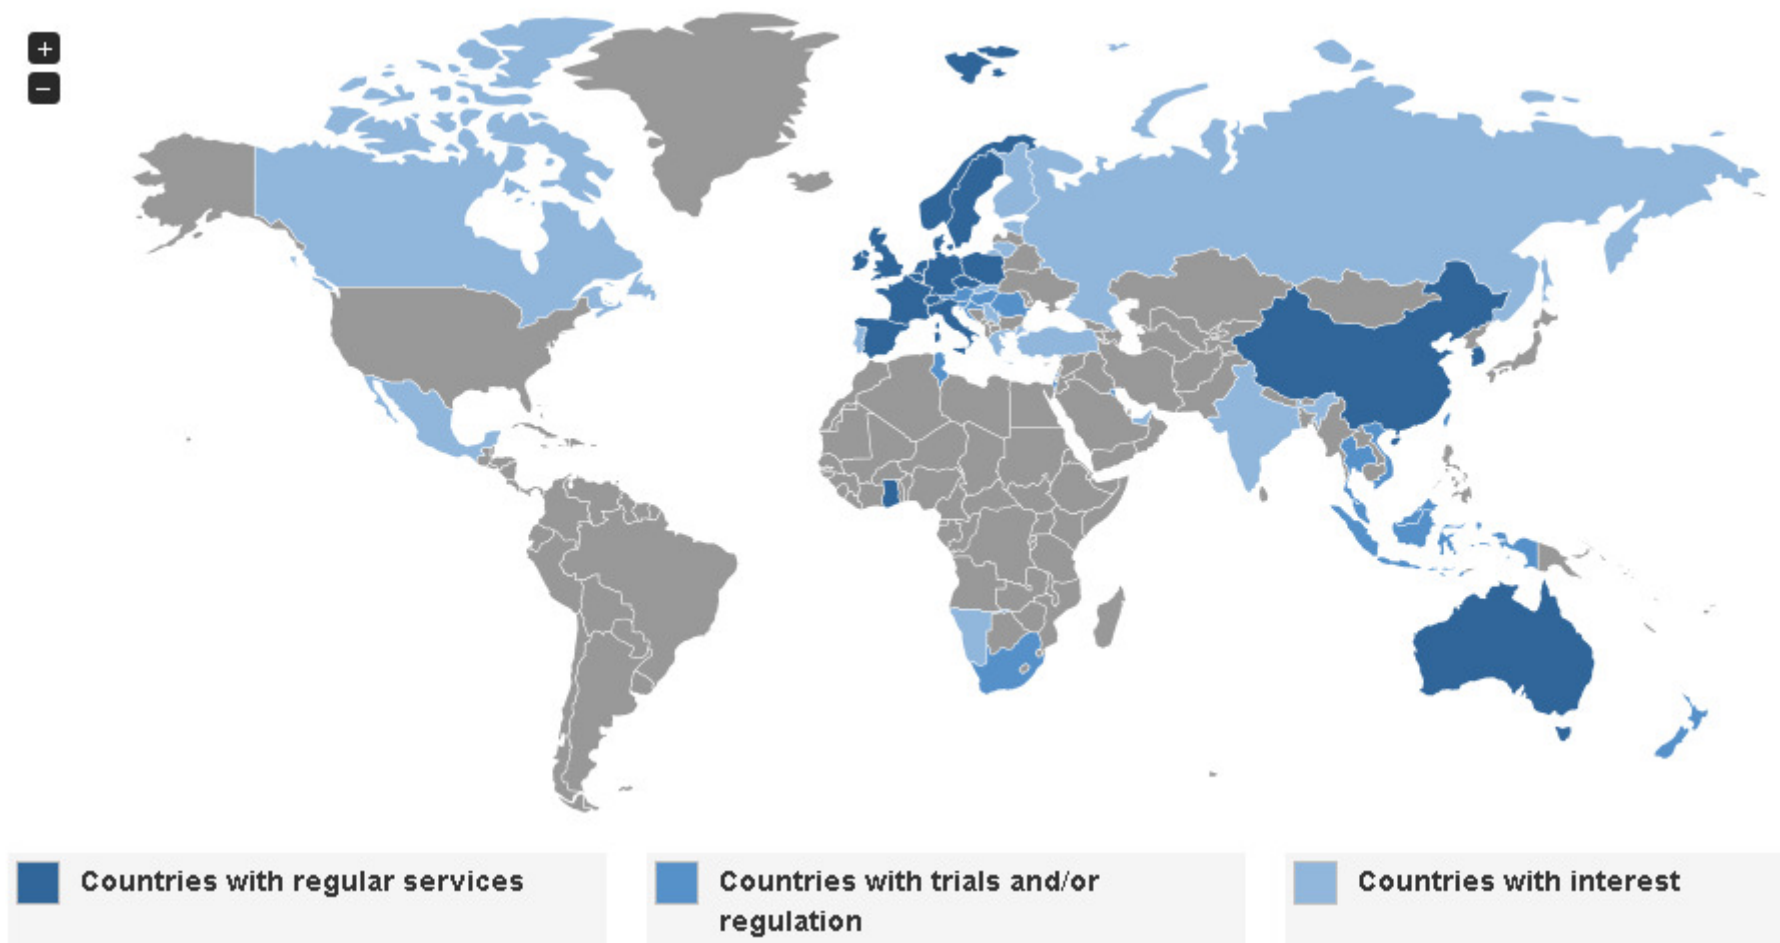 +
−
Countries with regular services
Countries with trials and/or
regulation
Countries with interest